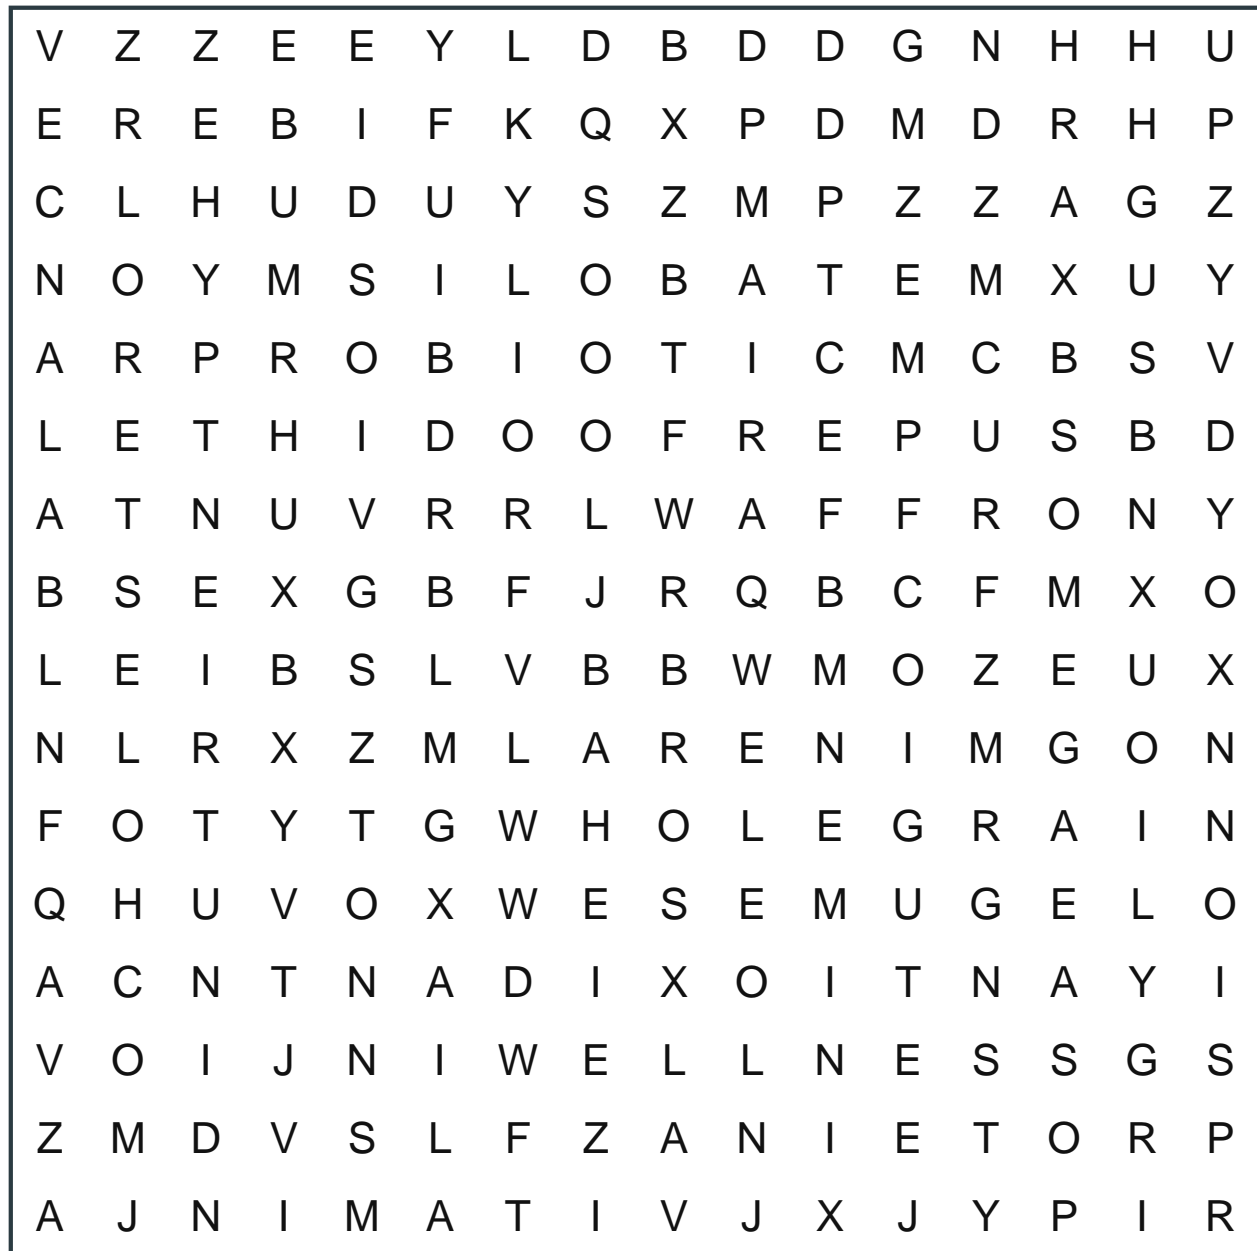 V Z Z E E Y L D B D D G N H H U
E R E B I F K Q X P D M D R H P
C L H U D U Y S Z M P Z Z A G Z
N O Y M S I L O B A T E M X U Y
A R P R O B I O T I C M C B S V
L E T H I D O O F R E P U S B D
A T N U V R R L W A F F R O N Y
B S E X G B F J R Q B C F M X O
L E I B S L V B B W M O Z E U X
N L R X Z M L A R E N I M G O N
F O T Y T G W H O L E G R A I N
Q H U V O X W E S E M U G E L O
A C N T N A D I X O I T N A Y I
V O I J N I W E L L N E S S G S
Z M D V S L F Z A N I E T O R P
A J N I M A T I V J X J Y P I R